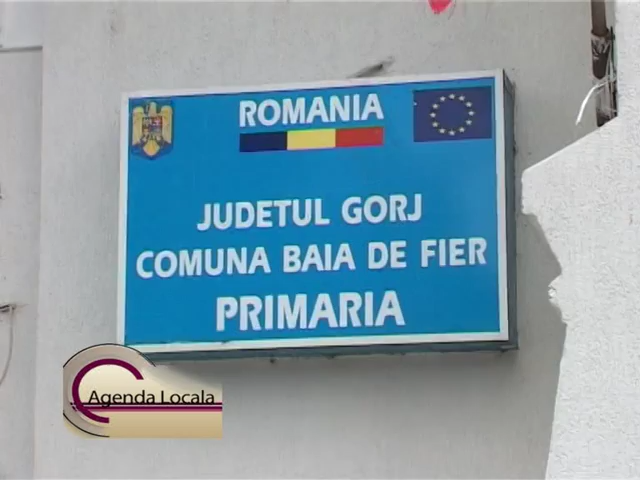 ROMANIA
JUDETUL GORJ
COMUNA BAIA DE FIER
PRIMARIA
Agenda Locala